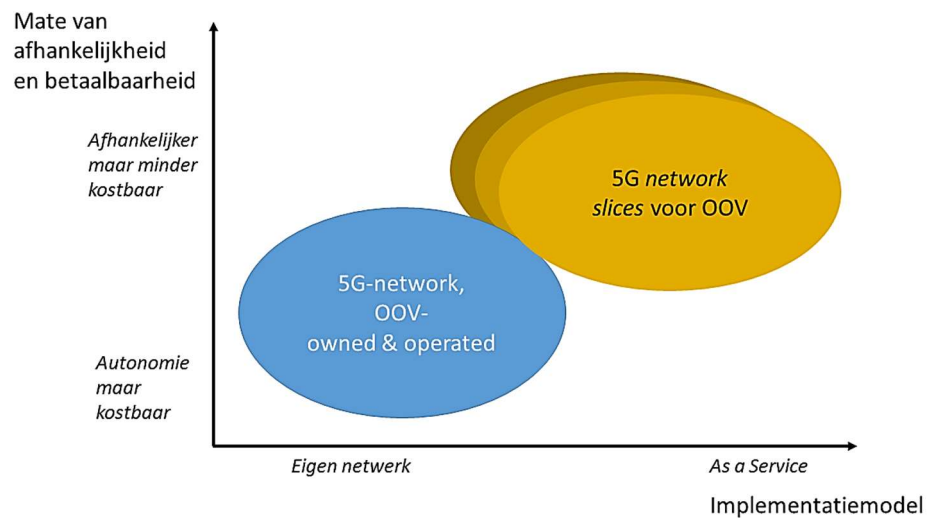 Mate van
afhankelijkheid
en betaalbaarheid
Afhankelijker
maar minder
kostbaar
5G network
slices voor OOV
5G-network,
OOV-
owned & operated
Autonomie
maar
kostbaar
Eigen netwerk
As a Service
Implementatiemodel